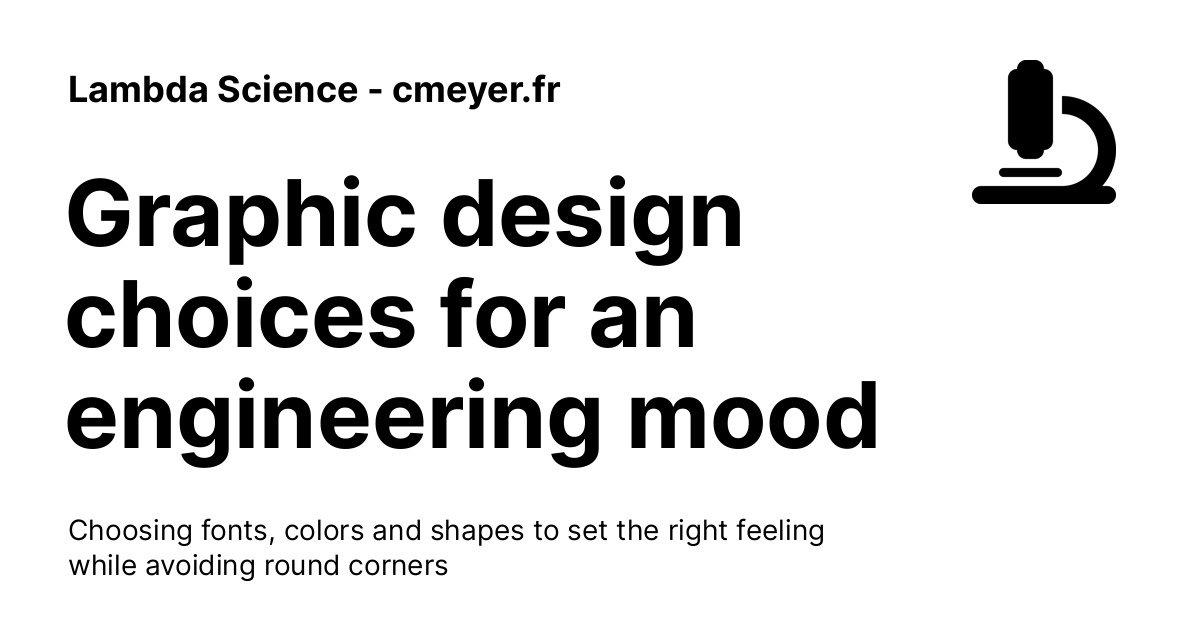 Lambda Science - cmeyer.fr
Graphic design
choices for an
engineering mood
Choosing fonts, colors and shapes to set the right feeling
while avoiding round corners